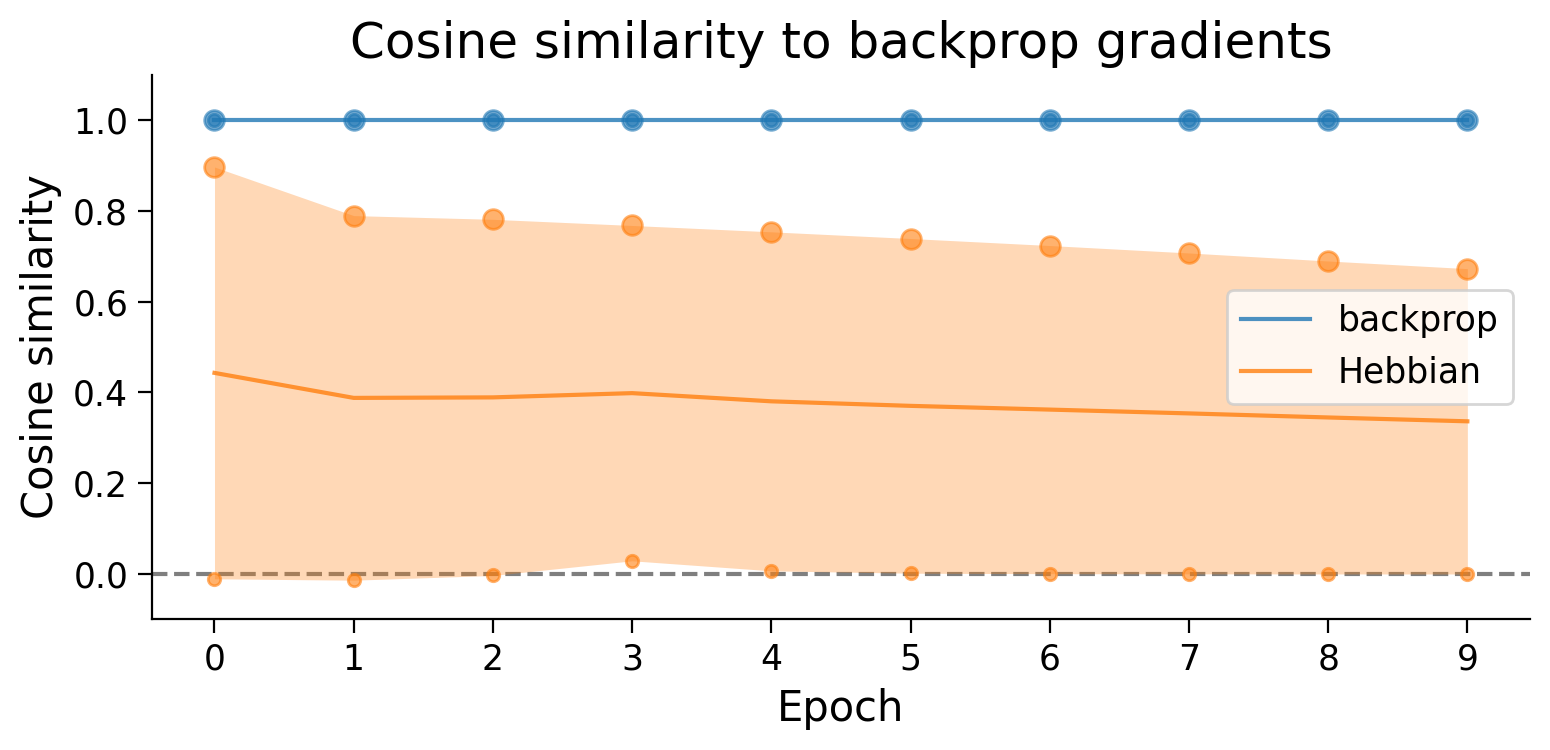 Cosine similarity to backprop gradients
Cosine similarity
1.0
0.8
0.6
0.4
0.2
0.0
backprop
Hebbian
0 1 2 3 4 5 6 7 8 9
Epoch